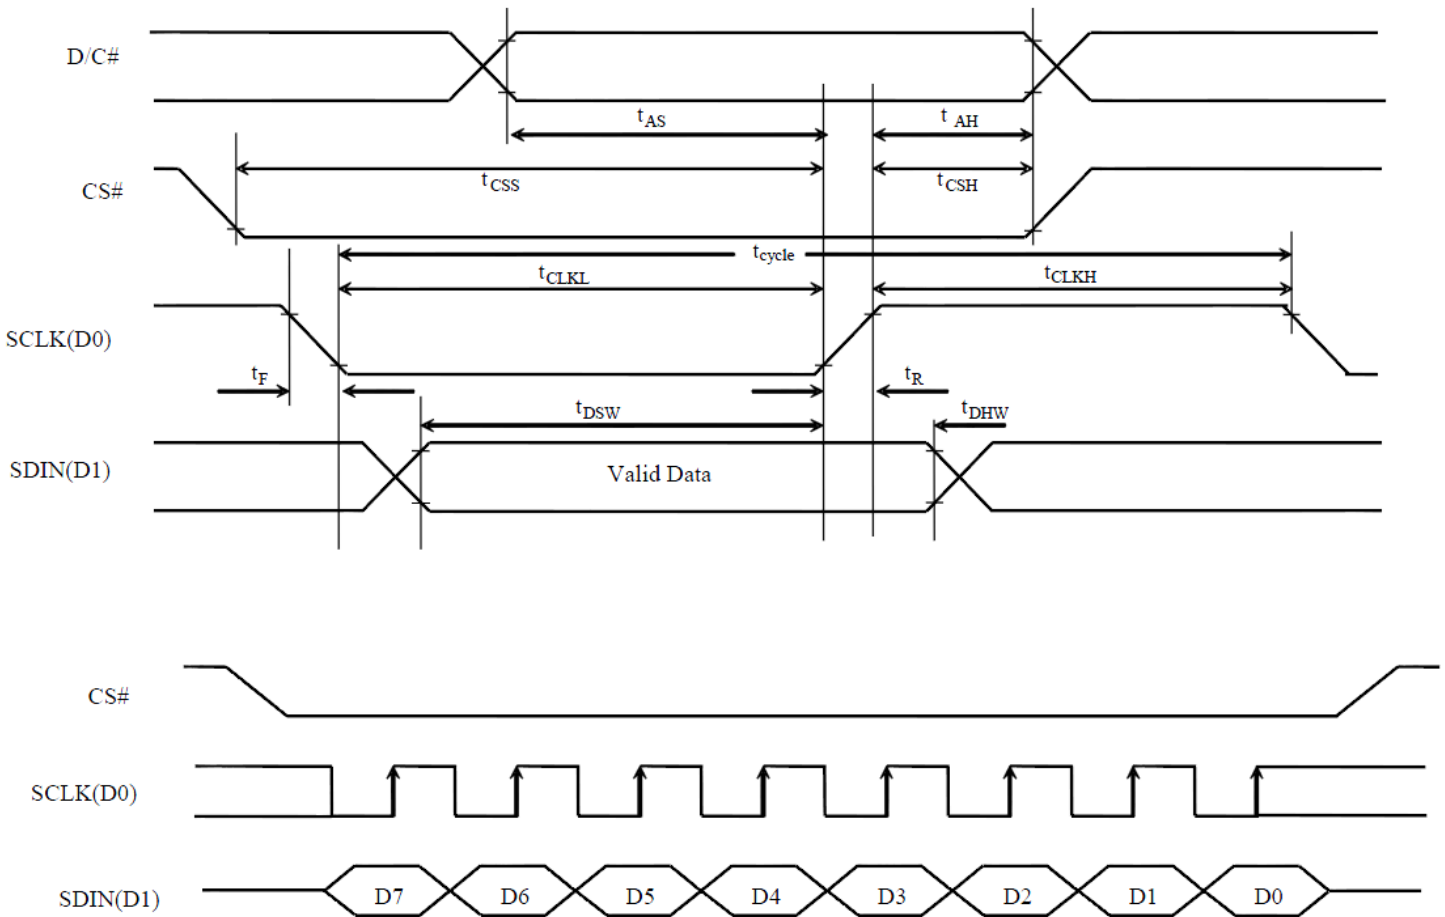 D/C#
tAS
tAH
CS#
tCSS
tCSH
tcycle
tCLKL
tCLKH
SCLK(D0)
tF
tR
tDSW
tDHW
SDIN(D1)
Valid Data
CS#
SCLK(D0)
SDIN(D1)
D7 D6 D5 D4 D3 D2 D1 D0